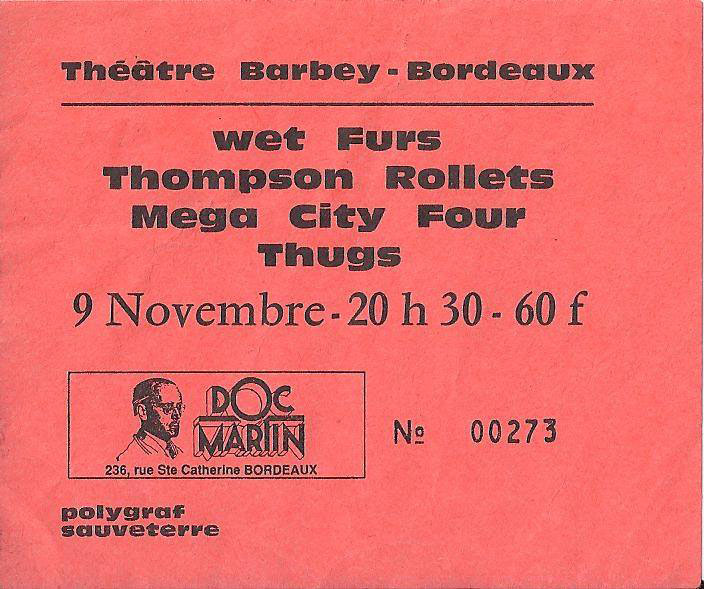 Théâtre Barbey - Bordeaux
wet Furs
Thompson Rollets
Mega City Four
Thugs
9 Novembre - 20 h 30 - 60 f
DOC
MARTIN
236, rue Ste Catherine BORDEAUX
Nº 00273
polygraf
sauveterre